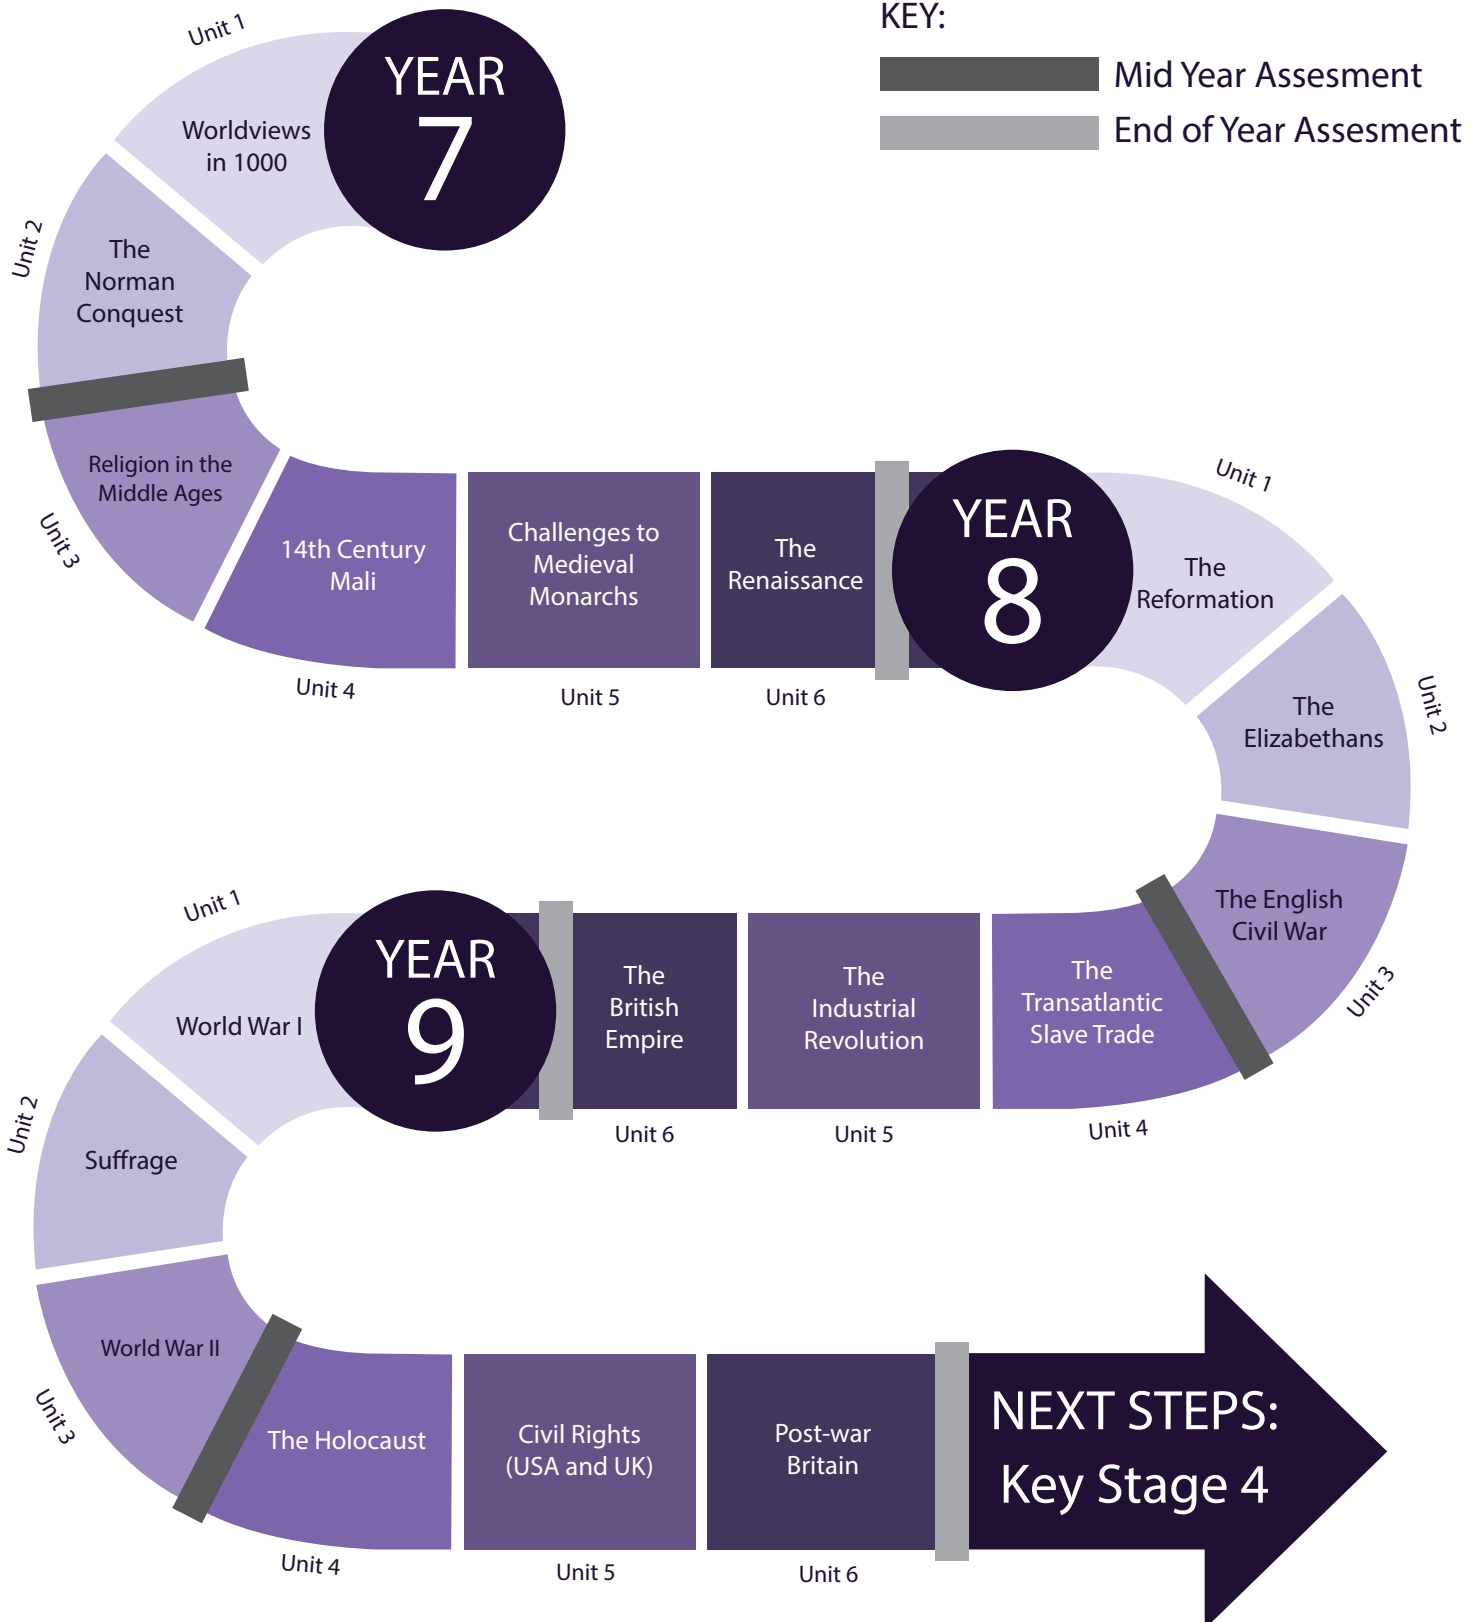 KEY:
Mid Year Assesment
End of Year Assesment
YEAR
7
Unit 1
Worldviews
in 1000
Unit 2
The
Norman
Conquest
Religion in the
Middle Ages
Unit 3
14th Century
Mali
Unit 4
Challenges to
Medieval
Monarchs
Unit 5
The
Renaissance
Unit 6
YEAR
8
Unit 1
The
Reformation
Unit 2
The
Elizabethans
The English
Civil War
Unit 3
The
Transatlantic
Slave Trade
Unit 4
The
Industrial
Revolution
Unit 5
The
British
Empire
Unit 6
YEAR
9
Unit 1
World War I
Unit 2
Suffrage
World War II
Unit 3
The Holocaust
Unit 4
Civil Rights
(USA and UK)
Unit 5
Post-war
Britain
Unit 6
NEXT STEPS:
Key Stage 4